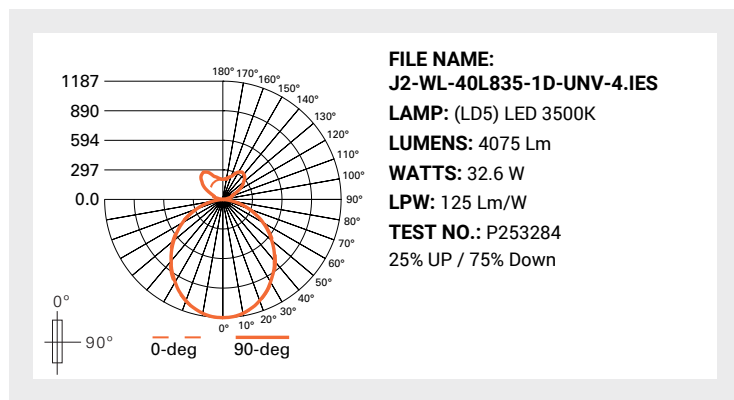 1187
890
594
297
0.0
180°
170°
160°
150°
140°
130°
120°
110°
100°
90°
80°
70°
60°
50°
40°
30°
20°
10°
0°
0°
90°
0-deg
90-deg
FILE NAME:
J2-WL-40L835-1D-UNV-4.IES
LAMP: (LD5) LED 3500K
LUMENS: 4075 Lm
WATTS: 32.6 W
LPW: 125 Lm/W
TEST NO.: P253284
25% UP / 75% Down